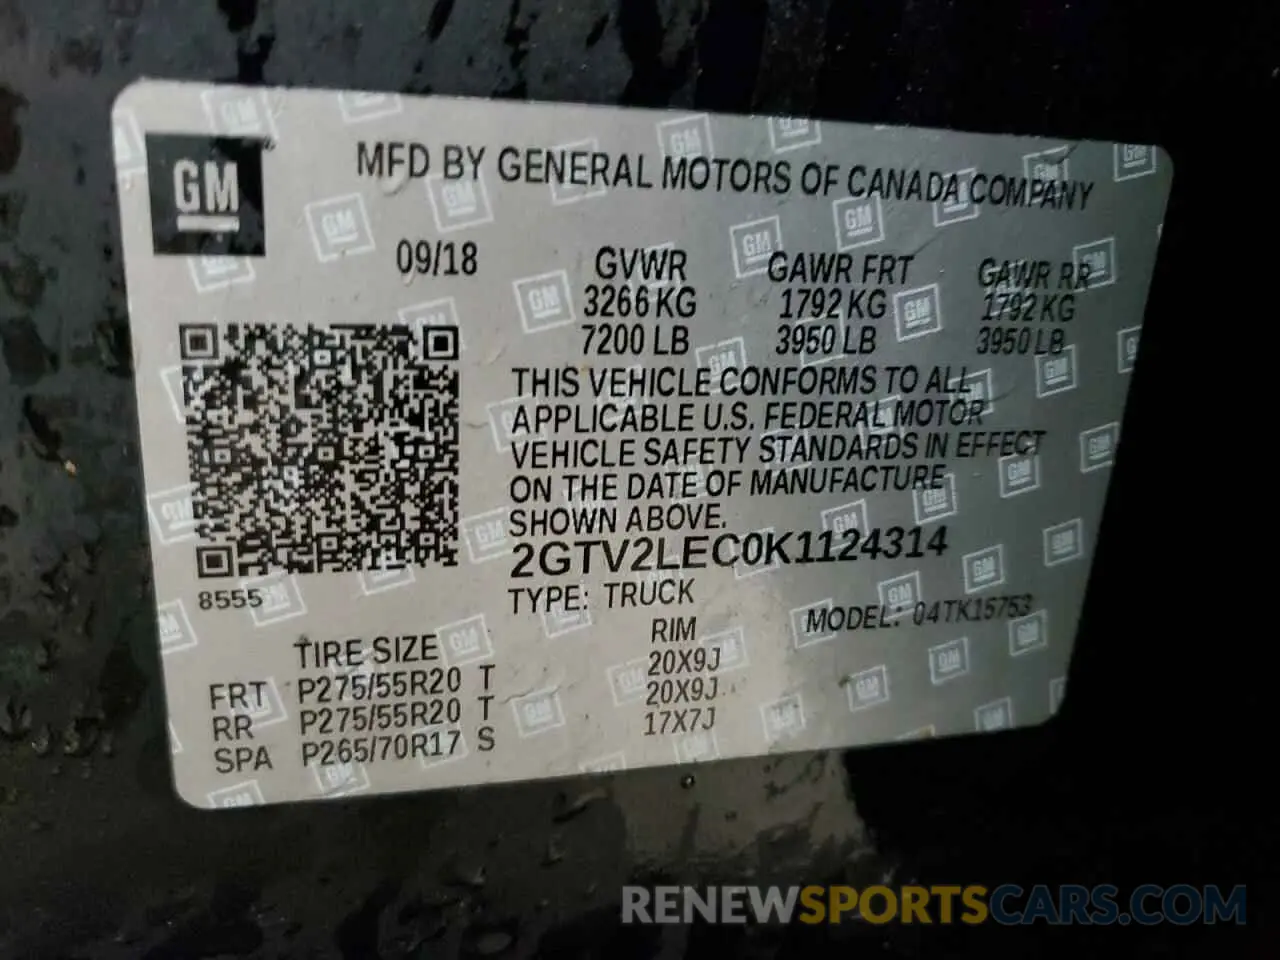 GM
MFD BY GENERAL MOTORS OF CANADA COMPANY
09/18
GVWR GAWR FRT GAWR RR
3266 KG 1792 KG 1792 KG
7200 LB 3950 LB 3950 LB
THIS VEHICLE CONFORMS TO ALL
APPLICABLE U.S. FEDERAL MOTOR
VEHICLE SAFETY STANDARDS IN EFFECT
ON THE DATE OF MANUFACTURE
SHOWN ABOVE.
2GTV2LEC0K1124314
8555
TYPE: TRUCK MODEL: 04TK15753
TIRE SIZE RIM
FRT P275/55R20 T 20X9J
RR P275/55R20 T 20X9J
SPA P265/70R17 S 17X7J
RENEWSPORTSCARS.COM